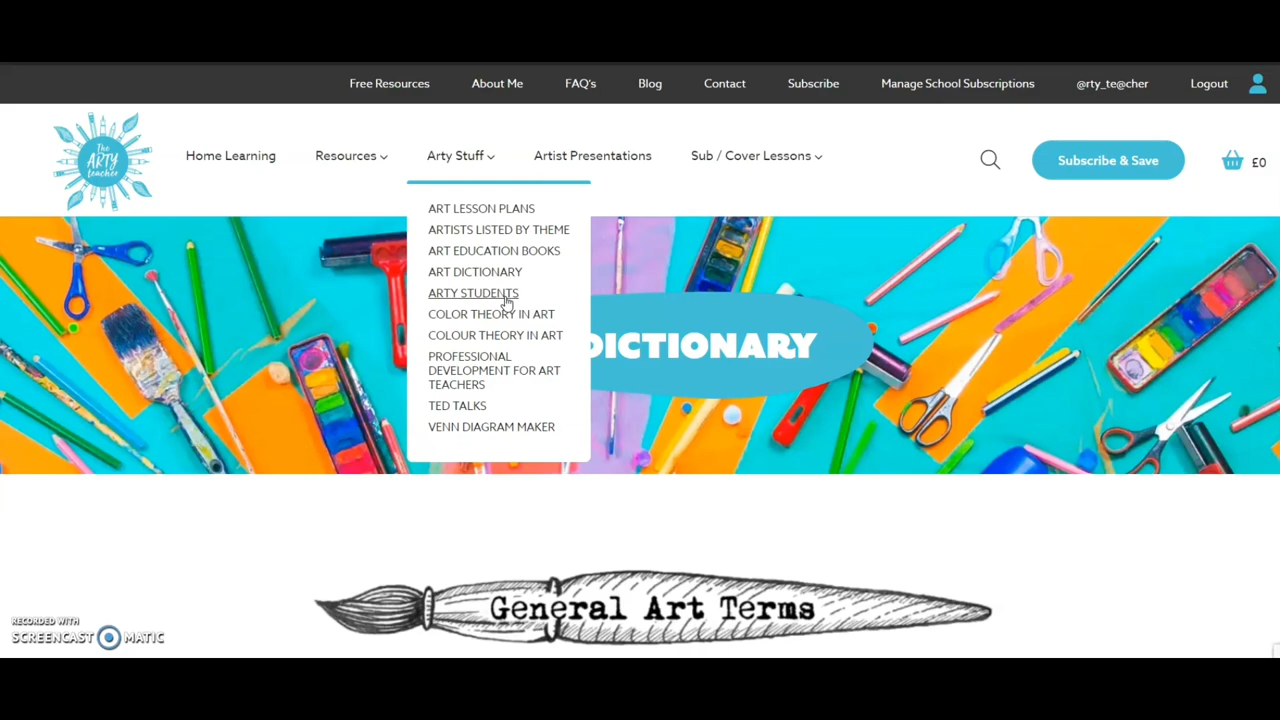 Free Resources
About Me
FAQ's
Blog
Contact
Subscribe
Manage School Subscriptions
@rty_te@cher
Logout
The
ARTY
teacher
Home Learning
Resources
Arty Stuff
Artist Presentations
Sub / Cover Lessons
Subscribe & Save
£0
ART LESSON PLANS
ARTISTS LISTED BY THEME
ART EDUCATION BOOKS
ART DICTIONARY
ARTY STUDENTS
COLOR THEORY IN ART
COLOUR THEORY IN ART
PROFESSIONAL
DEVELOPMENT FOR ART
TEACHERS
TED TALKS
VENN DIAGRAM MAKER
DICTIONARY
General Art Terms
RECORDED WITH
SCREENCAST MATIC